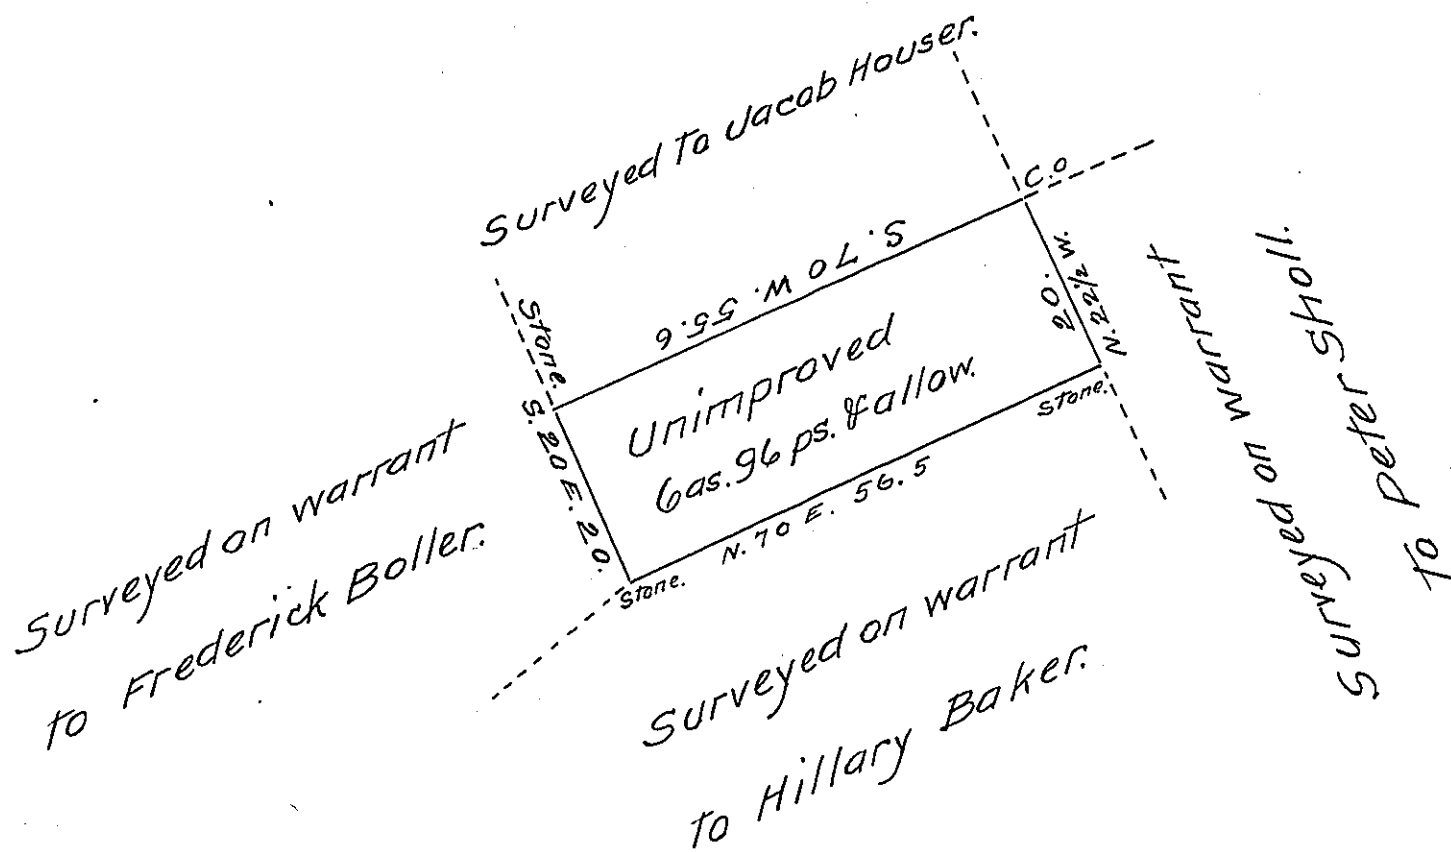 Surveyed To Jacob Houser.
C.O
S. 70 W. 55.6
Stone.
20.
N. 22½ W.
Surveyed on warrant
To Peter Sholl.
Unimproved
6as. 96 ps. & allow.
Stone.
S. 20 E. 20.
N. 70 E. 56.5
Stone.
Surveyed on warrant
to Frederick Boller.
Surveyed on warrant
To Hillary Baker.